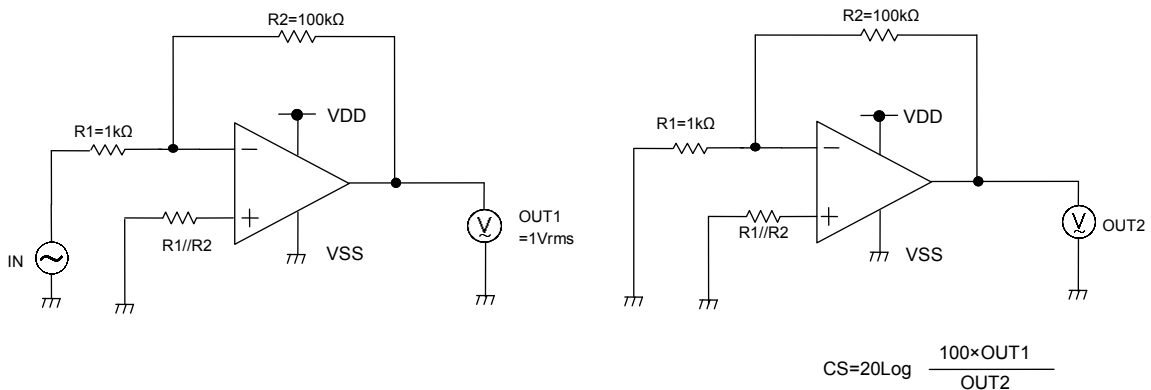 R2=100kΩ
VDD
R1=1kΩ
R1//R2
VSS
OUT1
=1Vrms
IN
V
R2=100kΩ
VDD
R1=1kΩ
R1//R2
VSS
V
OUT2
CS=20Log 100×OUT1
OUT2